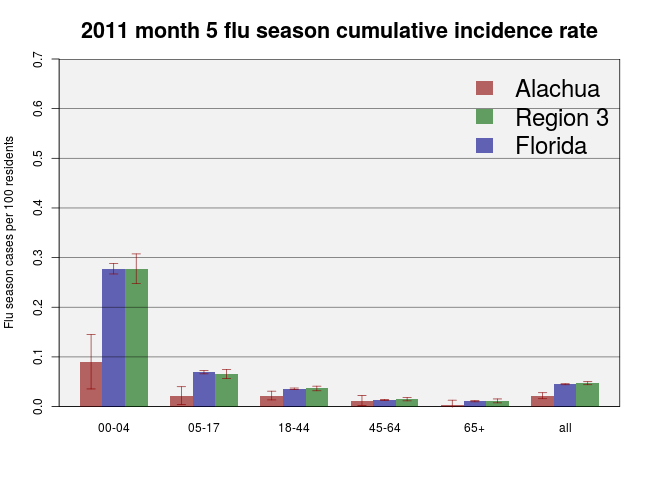 2011 month 5 flu season cumulative incidence rate
Flu season cases per 100 residents
0.7
0.6
0.5
0.4
0.3
0.2
0.1
0.0
Alachua
Region 3
Florida
00-04 05-17 18-44 45-64 65+ all